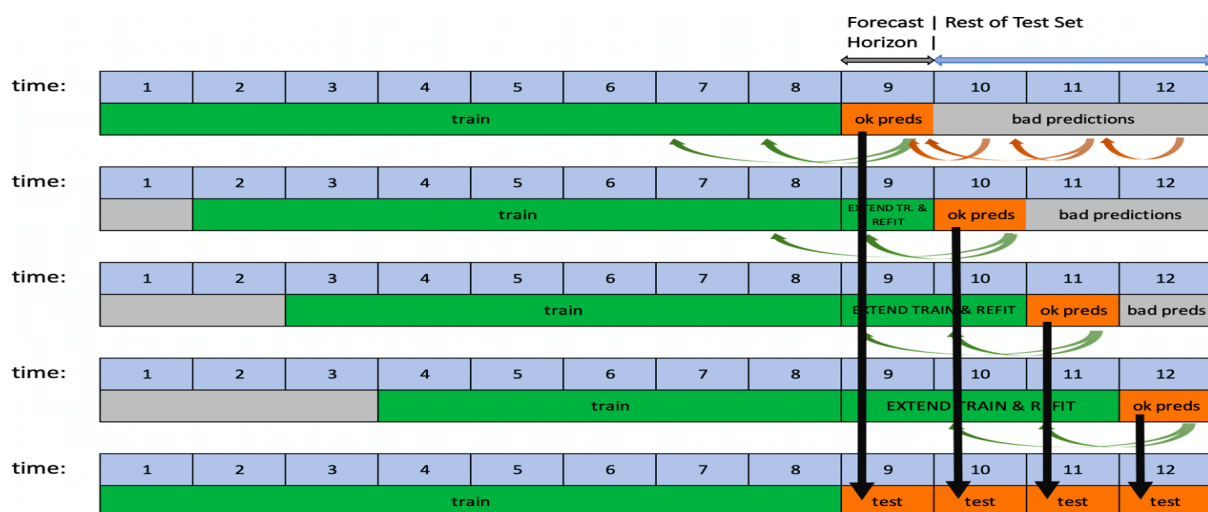 Forecast | Rest of Test Set
Horizon |
time: 1 2 3 4 5 6 7 8 9 10 11 12
train ok preds bad predictions
time: 1 2 3 4 5 6 7 8 9 10 11 12
train EXTEND TR. & REFIT ok preds bad predictions
time: 1 2 3 4 5 6 7 8 9 10 11 12
train EXTEND TRAIN & REFIT ok preds bad preds
time: 1 2 3 4 5 6 7 8 9 10 11 12
train EXTEND TRAIN & REFIT ok preds
time: 1 2 3 4 5 6 7 8 9 10 11 12
train test test test test